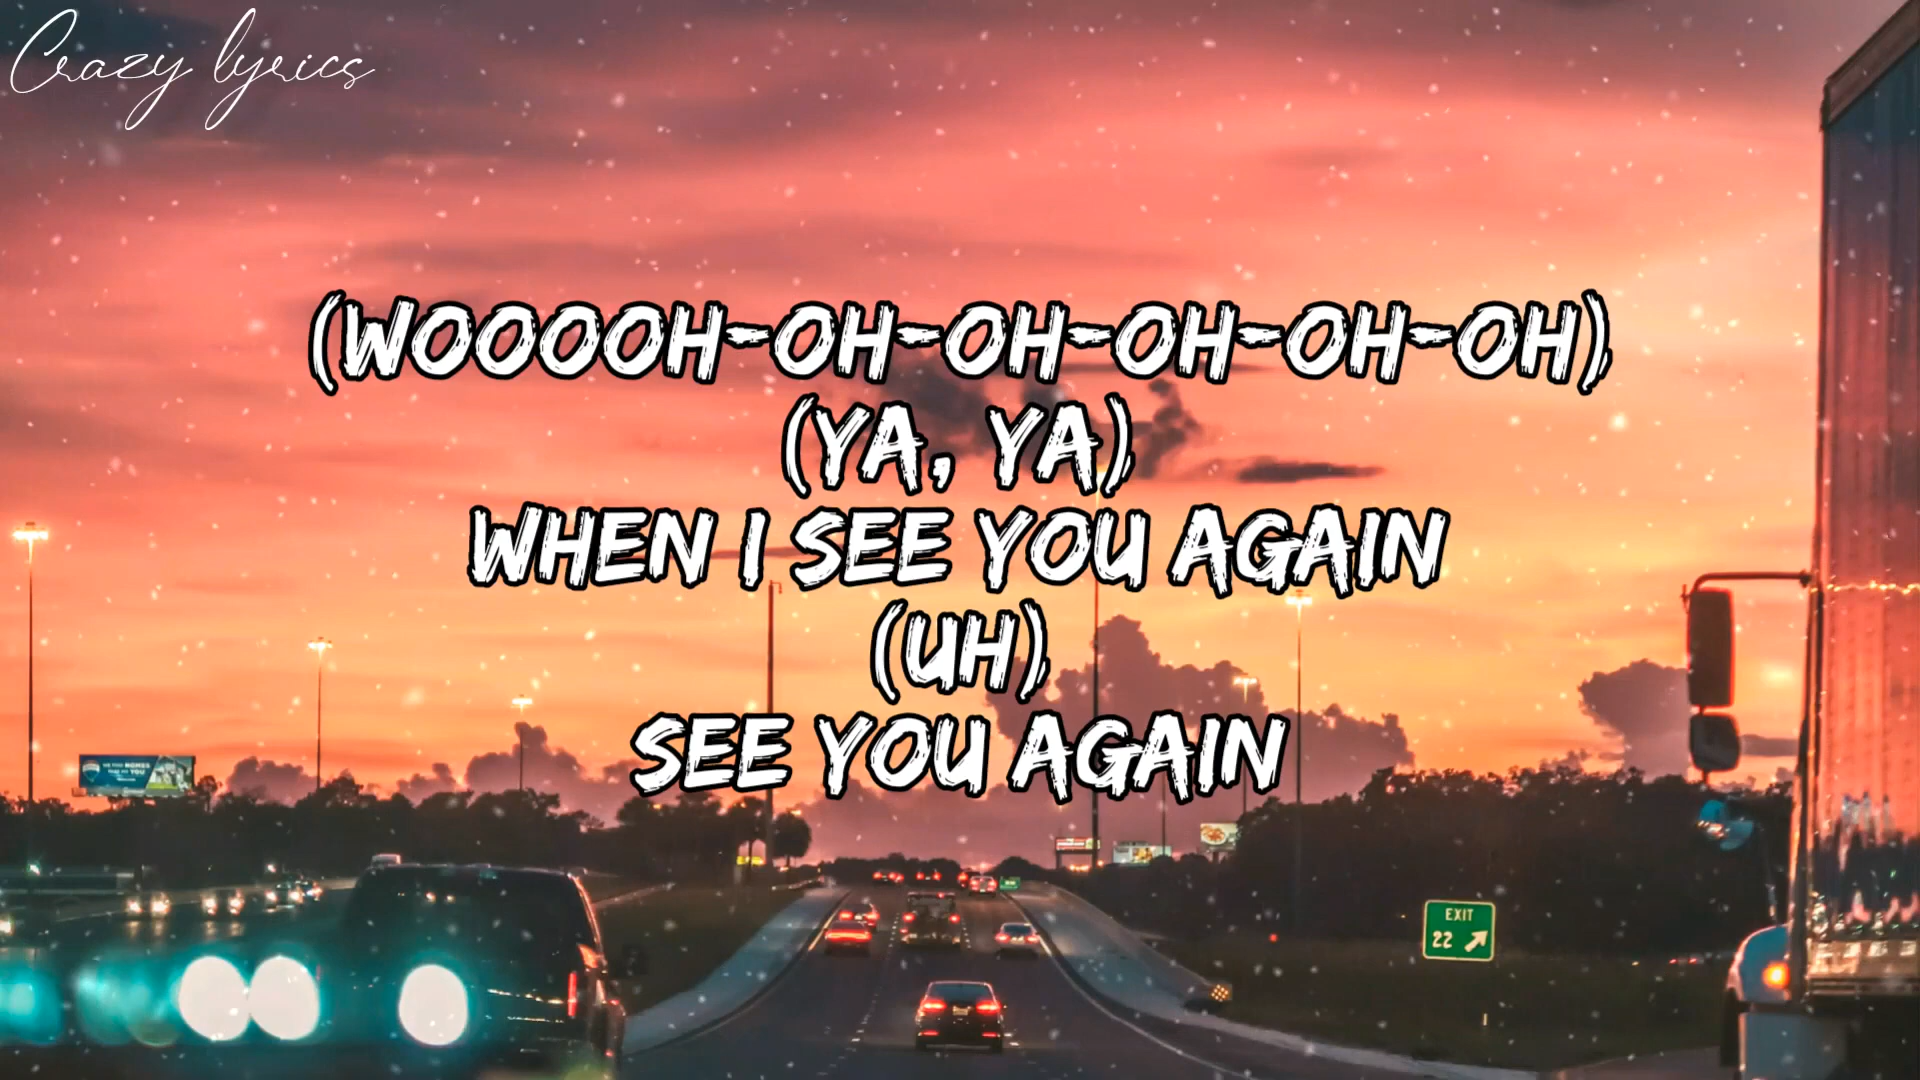 Crazy lyrics
(WOOOOH-OH-OH-OH-OH-OH)
(YA, YA)
WHEN I SEE YOU AGAIN
(UH)
SEE YOU AGAIN
EXIT
22